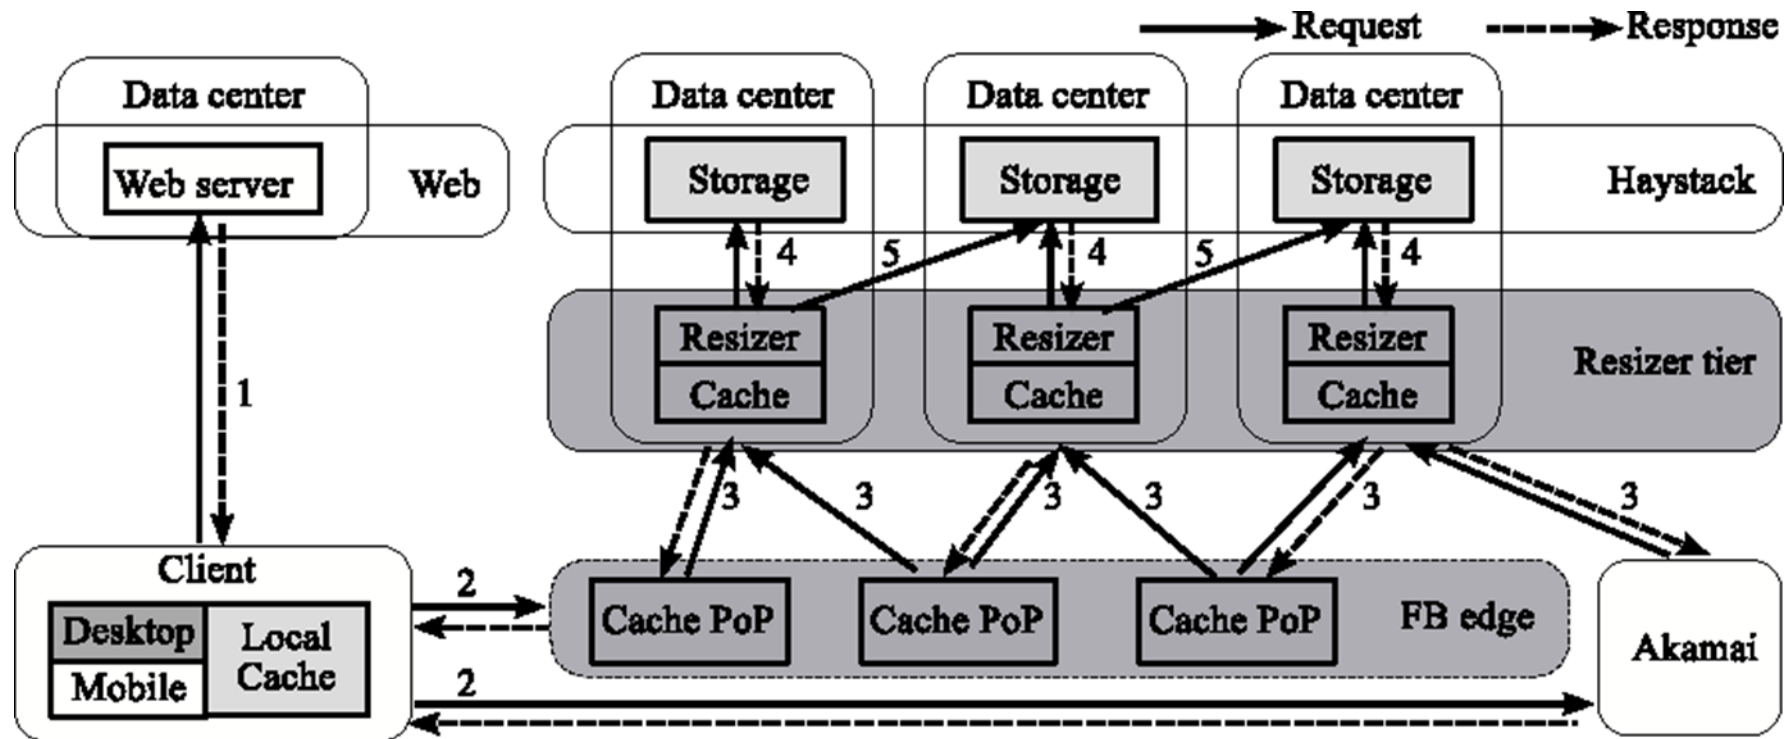 Request
Response
Data center
Data center
Data center
Data center
Web server
Web
Storage
Storage
Storage
Haystack
4
5
4
5
4
Resizer
Resizer
Resizer
Resizer tier
Cache
Cache
Cache
1
3
3
3
3
3
3
Client
2
Desktop
Mobile
Local
Cache
Cache PoP
Cache PoP
Cache PoP
FB edge
Akamai
2